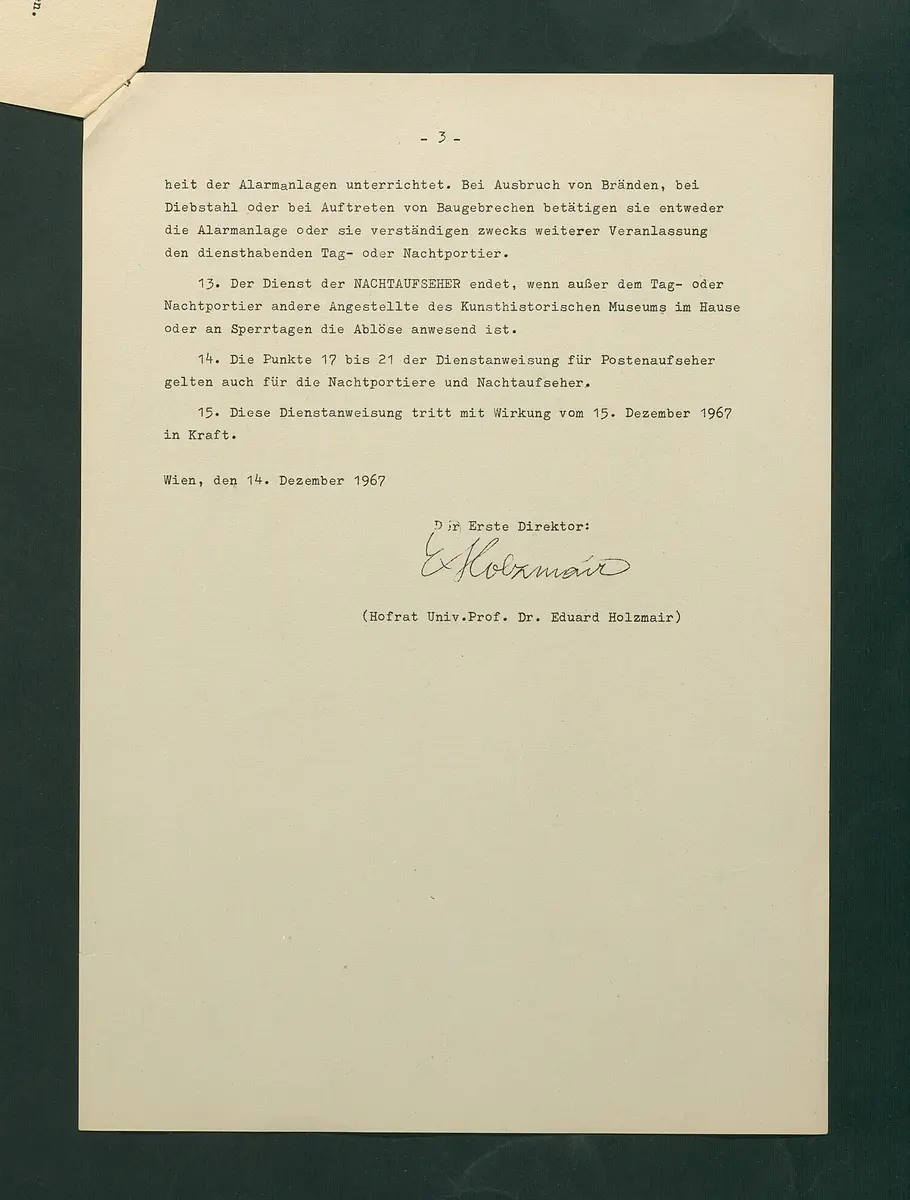 en.
- 3 -
heit der Alarmanlagen unterrichtet. Bei Ausbruch von Bränden, bei
Diebstahl oder bei Auftreten von Baugebrechen betätigen sie entweder
die Alarmanlage oder sie verständigen zwecks weiterer Veranlassung
den diensthabenden Tag- oder Nachtportier.
13. Der Dienst der NACHTAUFSEHER endet, wenn außer dem Tag- oder
Nachtportier andere Angestellte des Kunsthistorischen Museums im Hause
oder an Sperrtagen die Ablöse anwesend ist.
14. Die Punkte 17 bis 21 der Dienstanweisung für Postenaufseher
gelten auch für die Nachtportiere und Nachtaufseher.
15. Diese Dienstanweisung tritt mit Wirkung vom 15. Dezember 1967
in Kraft.
Wien, den 14. Dezember 1967
Der Erste Direktor:
E Holzmair
(Hofrat Univ.Prof. Dr. Eduard Holzmair)